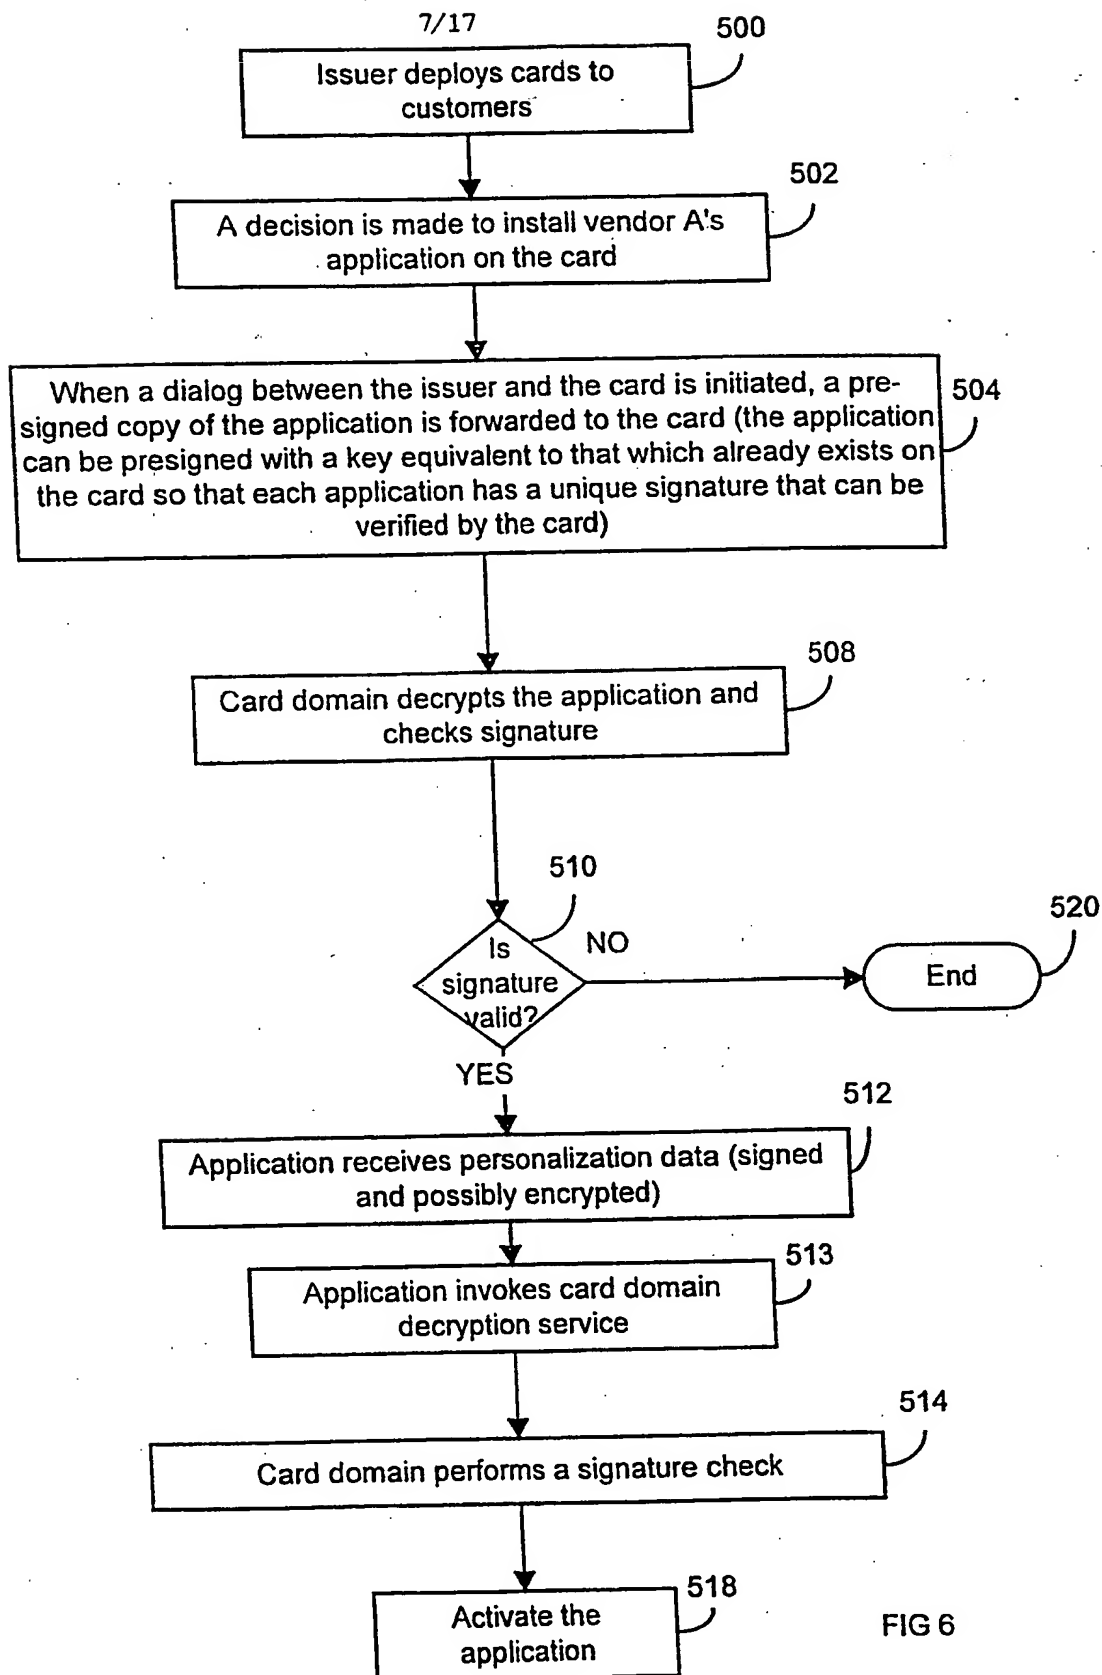 7/17
500
Issuer deploys cards to
customers
502
A decision is made to install vendor A's
application on the card
504
When a dialog between the issuer and the card is initiated, a pre-
signed copy of the application is forwarded to the card (the application
can be presigned with a key equivalent to that which already exists on
the card so that each application has a unique signature that can be
verified by the card)
508
Card domain decrypts the application and
checks signature
510
Is
signature
valid?
NO
520
End
YES
512
Application receives personalization data (signed
and possibly encrypted)
513
Application invokes card domain
decryption service
514
Card domain performs a signature check
518
Activate the
application
FIG 6